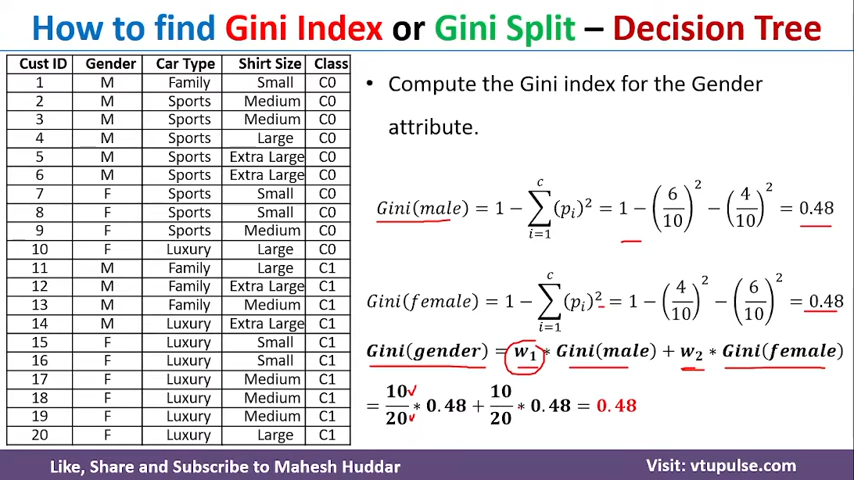 How to find Gini Index or Gini Split – Decision Tree
Cust ID Gender Car Type Shirt Size Class
1 M Family Small C0
2 M Sports Medium C0
3 M Sports Medium C0
4 M Sports Large C0
5 M Sports Extra Large C0
6 M Sports Extra Large C0
7 F Sports Small C0
8 F Sports Small C0
9 F Sports Medium C0
10 F Luxury Large C0
11 M Family Large C1
12 M Family Extra Large C1
13 M Family Medium C1
14 M Luxury Extra Large C1
15 F Luxury Small C1
16 F Luxury Small C1
17 F Luxury Medium C1
18 F Luxury Medium C1
19 F Luxury Medium C1
20 F Luxury Large C1
• Compute the Gini index for the Gender
attribute.
Gini(male) = 1 − ∑_{i=1}^{c} (p_i)² = 1 − (6/10)² − (4/10)² = 0.48
Gini(female) = 1 − ∑_{i=1}^{c} (p_i)² = 1 − (4/10)² − (6/10)² = 0.48
Gini(gender) = w₁ * Gini(male) + w₂ * Gini(female)
= 10/20 * 0.48 + 10/20 * 0.48 = 0.48
Like, Share and Subscribe to Mahesh Huddar
Visit: vtupulse.com